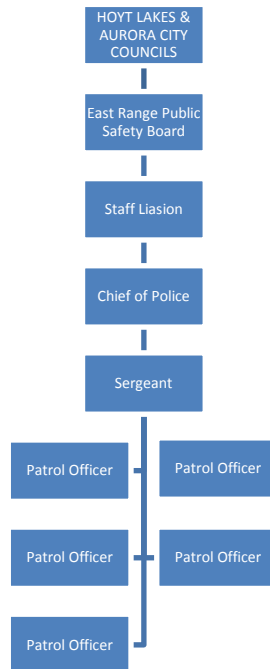 HOYT LAKES &
AURORA CITY
COUNCILS
East Range Public
Safety Board
Staff Liasion
Chief of Police
Sergeant
Patrol Officer
Patrol Officer
Patrol Officer
Patrol Officer
Patrol Officer